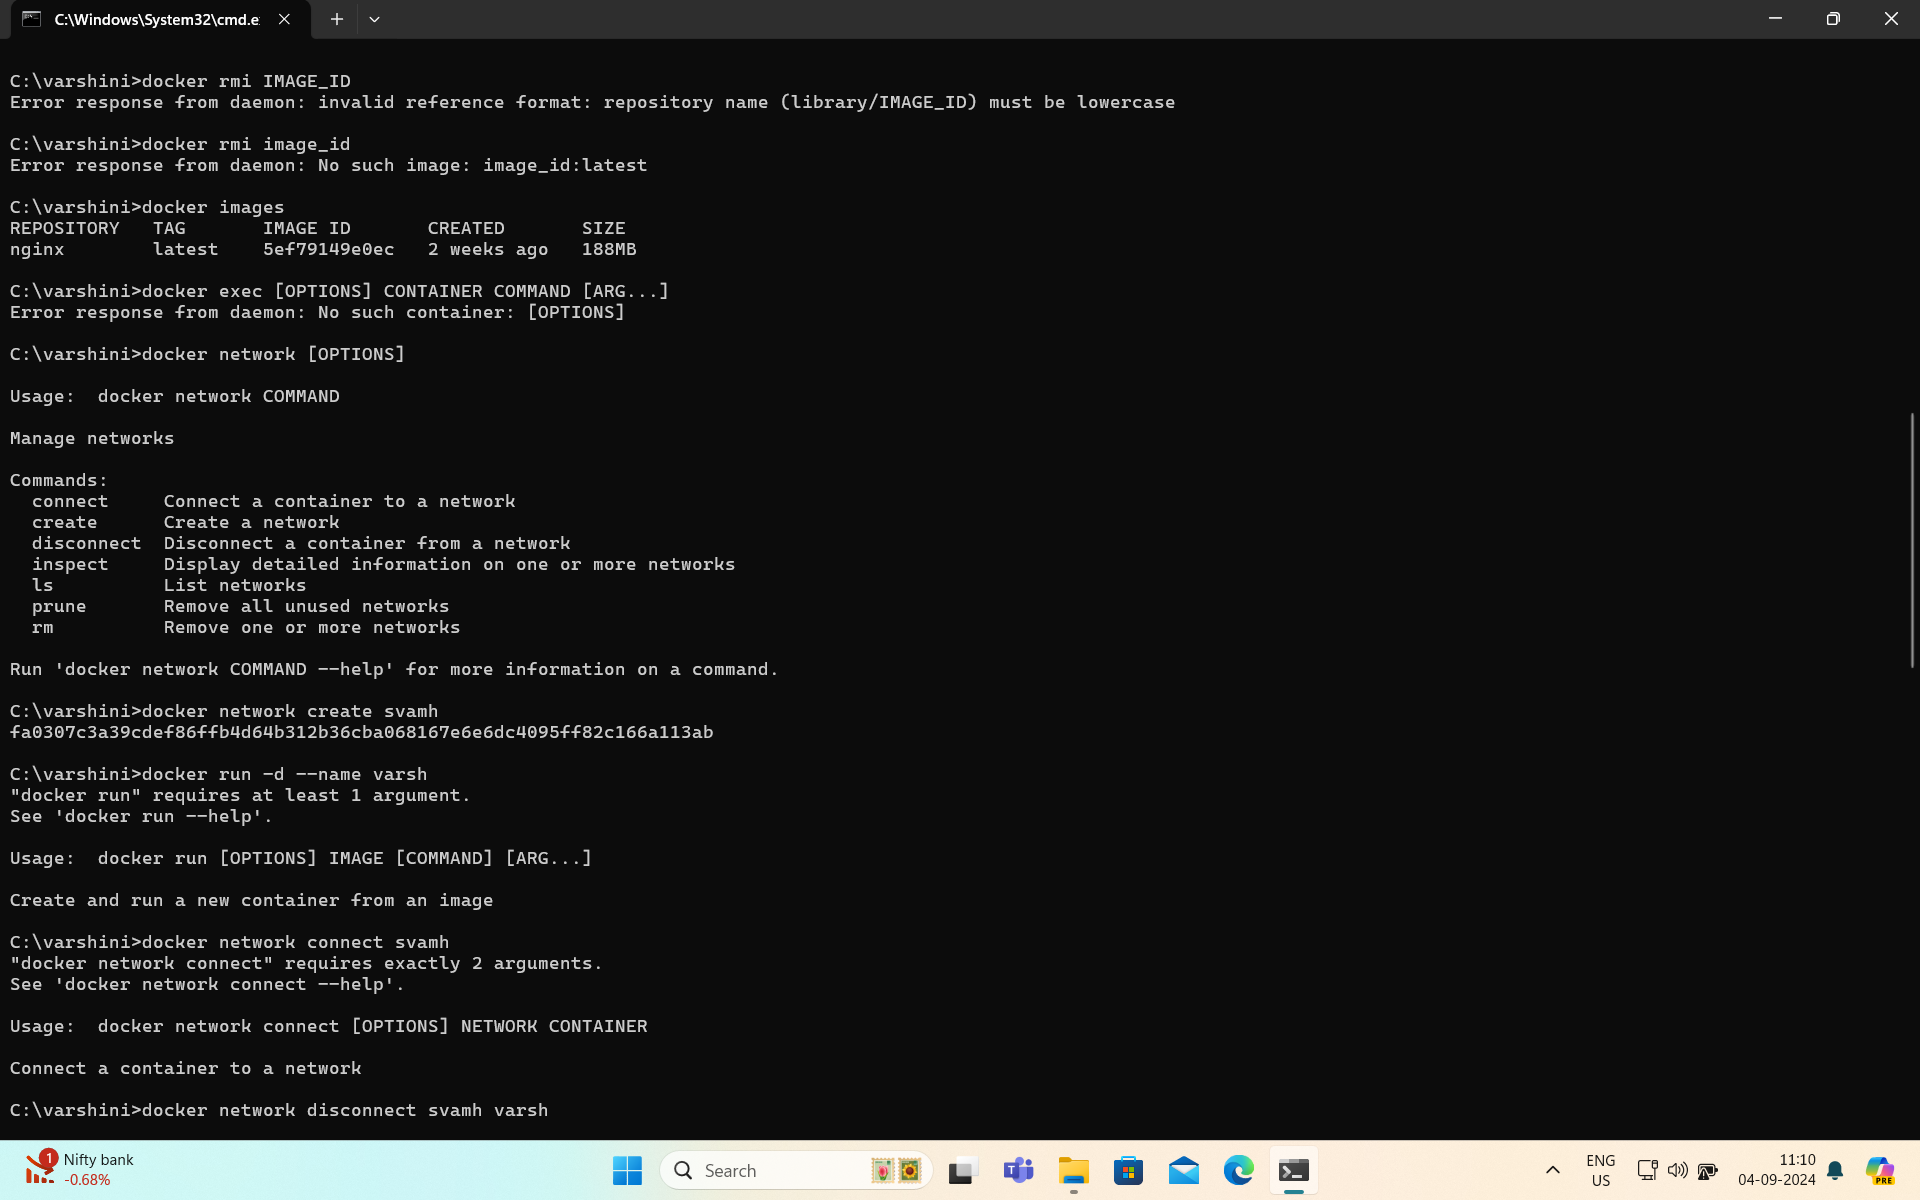 C:\Windows\System32\cmd.e
C:\varshini>docker rmi IMAGE_ID
Error response from daemon: invalid reference format: repository name (library/IMAGE_ID) must be lowercase
C:\varshini>docker rmi image_id
Error response from daemon: No such image: image_id:latest
C:\varshini>docker images
REPOSITORY   TAG       IMAGE ID       CREATED       SIZE
nginx        latest    5ef79149e0ec   2 weeks ago   188MB
C:\varshini>docker exec [OPTIONS] CONTAINER COMMAND [ARG...]
Error response from daemon: No such container: [OPTIONS]
C:\varshini>docker network [OPTIONS]
Usage:  docker network COMMAND
Manage networks
Commands:
  connect     Connect a container to a network
  create      Create a network
  disconnect  Disconnect a container from a network
  inspect     Display detailed information on one or more networks
  ls          List networks
  prune       Remove all unused networks
  rm          Remove one or more networks
Run 'docker network COMMAND --help' for more information on a command.
C:\varshini>docker network create svamh
fa0307c3a39cdef86ffb4d64b312b36cba068167e6e6dc4095ff82c166a113ab
C:\varshini>docker run -d --name varsh
"docker run" requires at least 1 argument.
See 'docker run --help'.
Usage:  docker run [OPTIONS] IMAGE [COMMAND] [ARG...]
Create and run a new container from an image
C:\varshini>docker network connect svamh
"docker network connect" requires exactly 2 arguments.
See 'docker network connect --help'.
Usage:  docker network connect [OPTIONS] NETWORK CONTAINER
Connect a container to a network
C:\varshini>docker network disconnect svamh varsh
1
Nifty bank
-0.68%
Search
ENG
US
11:10
04-09-2024
PRE